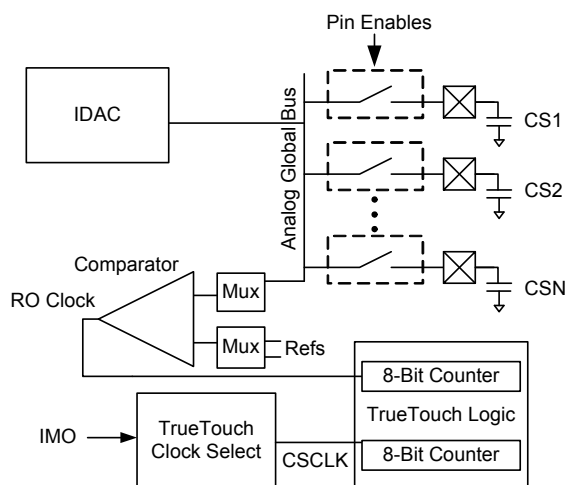 Pin Enables
IDAC
Analog Global Bus
CS1
CS2
CSN
Comparator
RO Clock
Mux
Mux
Refs
8-Bit Counter
TrueTouch Logic
8-Bit Counter
IMO
TrueTouch
Clock Select
CSCLK